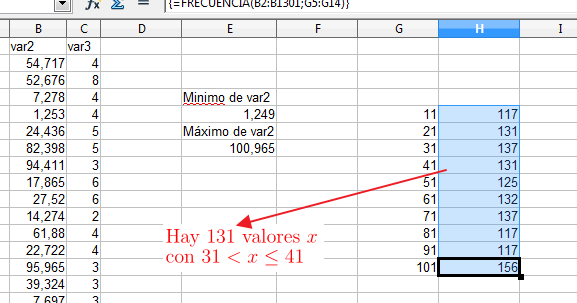 {=FRECUENCIA(B2:B1301;G5:G14)}
B C D E F G H I
var2 var3
54,717 4
52,676 8
7,278 4 Minimo de var2
1,253 4 1,249 11 117
24,436 5 Máximo de var2 21 131
82,398 5 100,965 31 137
94,411 3 41 131
17,865 6 51 125
27,52 6 61 132
14,274 2 71 137
61,88 4 81 117
22,722 4 91 117
95,965 3 101 156
39,324 3
7,697 3
Hay 131 valores x
con 31 < x ≤ 41